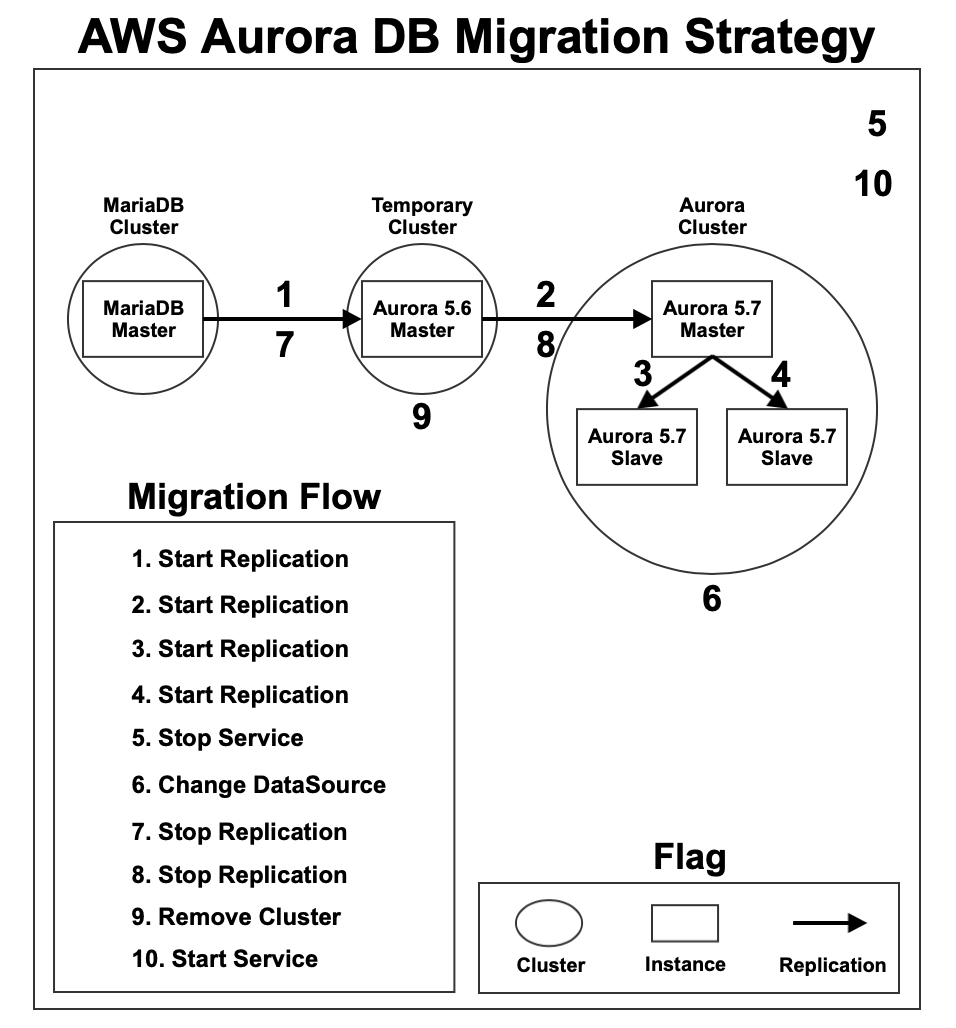 AWS Aurora DB Migration Strategy
5
10
MariaDB
Cluster
Temporary
Cluster
Aurora
Cluster
MariaDB
Master
1
7
Aurora 5.6
Master
9
2
8
Aurora 5.7
Master
3
4
Aurora 5.7
Slave
Aurora 5.7
Slave
6
Migration Flow
1. Start Replication
2. Start Replication
3. Start Replication
4. Start Replication
5. Stop Service
6. Change DataSource
7. Stop Replication
8. Stop Replication
9. Remove Cluster
10. Start Service
Flag
Cluster
Instance
Replication